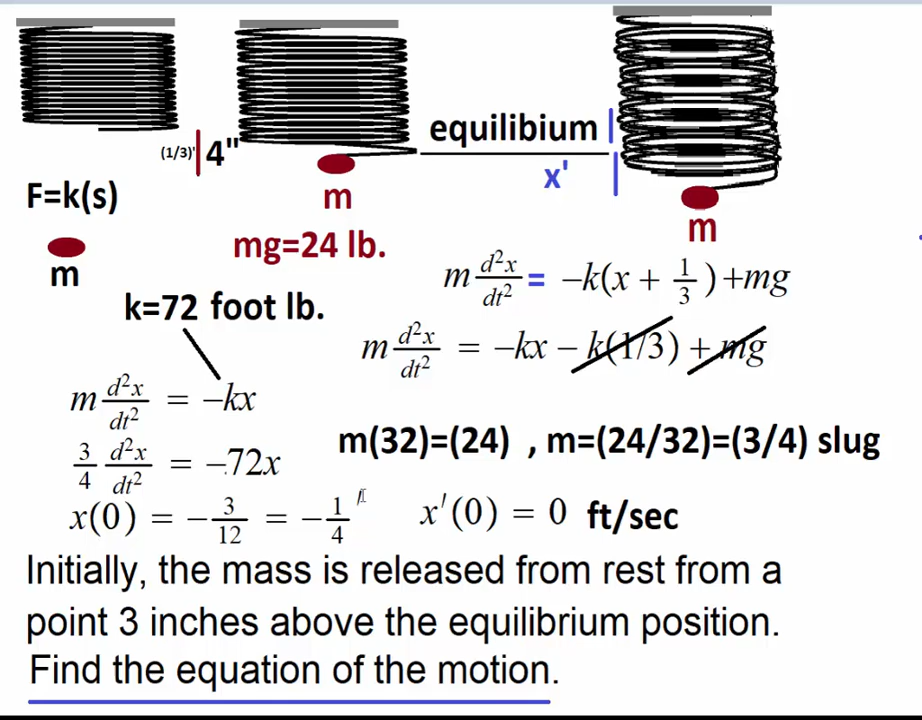 equilibium
(1/3)' 4"
x'
F=k(s)
m
m
m
mg=24 lb.
m d²x/dt² = −k(x + 1/3) +mg
k=72 foot lb.
m d²x/dt² = −kx − k(1/3) + mg
m d²x/dt² = −kx
m(32)=(24) , m=(24/32)=(3/4) slug
3/4 d²x/dt² = −72x
x(0) = −3/12 = −1/4 x'(0) = 0 ft/sec
Initially, the mass is released from rest from a
point 3 inches above the equilibrium position.
Find the equation of the motion.